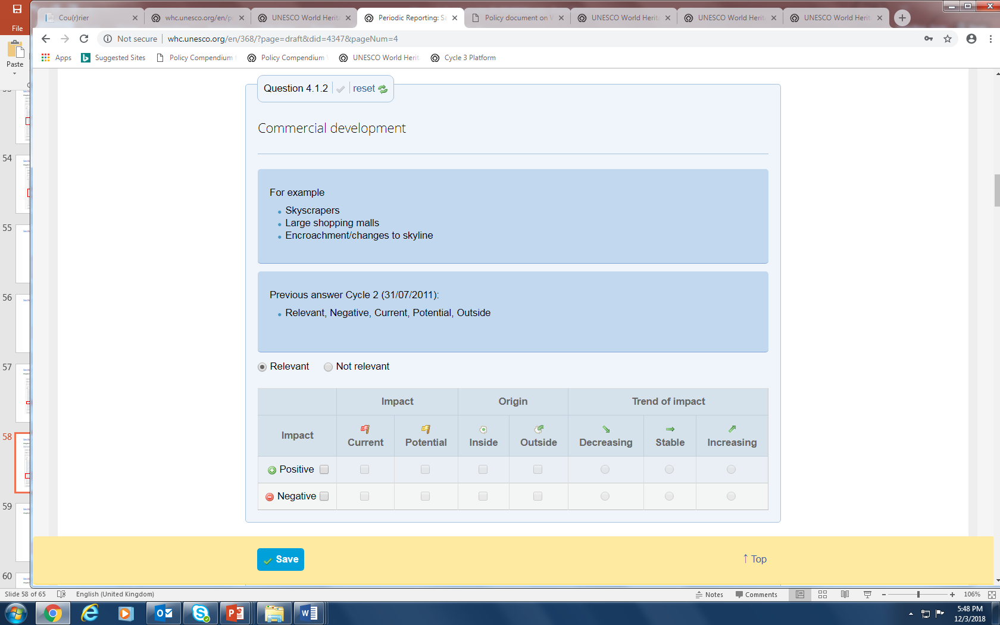 File
Paste
Cou(r)rier
whc.unesco.org/en/p
UNESCO World Herit
Periodic Reporting: S
Policy document on
UNESCO World Herit
UNESCO World Herit
UNESCO World Herit
Not secure
whc.unesco.org/en/368/?page=draft&did=4347&pageNum=4
Apps
Suggested Sites
Policy Compendium
Policy Compendium
UNESCO World Herit
Cycle 3 Platform
54
55
56
57
58
59
60
Question 4.1.2 reset
Commercial development
For example
Skyscrapers
Large shopping malls
Encroachment/changes to skyline
Previous answer Cycle 2 (31/07/2011):
Relevant, Negative, Current, Potential, Outside
Relevant Not relevant
Impact Origin Trend of impact
Impact Current Potential Inside Outside Decreasing Stable Increasing
Positive
Negative
Save ↑ Top
Slide 58 of 65 English (United Kingdom) Notes Comments 106%
5:48 PM
12/3/2018